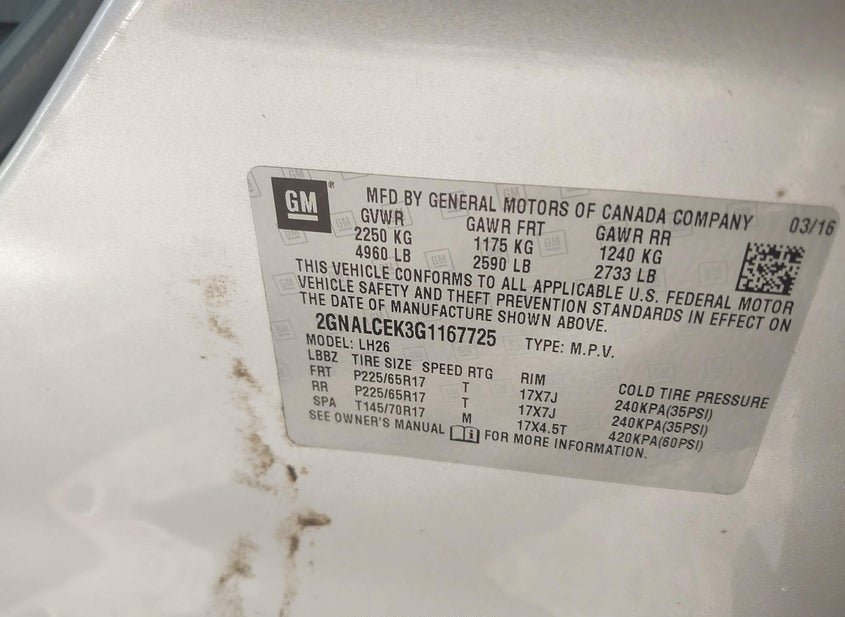 GM
MFD BY GENERAL MOTORS OF CANADA COMPANY 03/16
GVWR GAWR FRT GAWR RR
2250 KG 1175 KG 1240 KG
4960 LB 2590 LB 2733 LB
THIS VEHICLE CONFORMS TO ALL APPLICABLE U.S. FEDERAL MOTOR
VEHICLE SAFETY AND THEFT PREVENTION STANDARDS IN EFFECT ON
THE DATE OF MANUFACTURE SHOWN ABOVE.
2GNALCEK3G1167725 TYPE: M.P.V.
MODEL: LH26
LBBZ TIRE SIZE SPEED RTG RIM COLD TIRE PRESSURE
FRT P225/65R17 T 17X7J 240KPA(35PSI)
RR P225/65R17 T 17X7J 240KPA(35PSI)
SPA T145/70R17 M 17X4.5T 420KPA(60PSI)
SEE OWNER'S MANUAL FOR MORE INFORMATION.